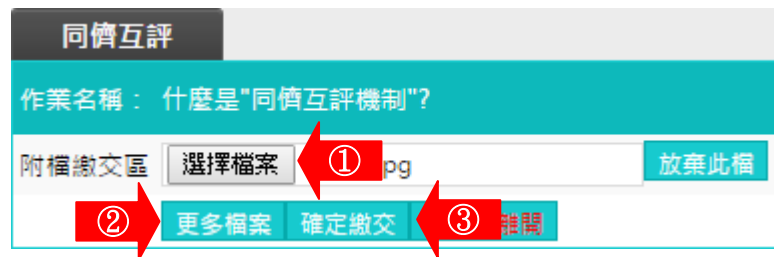 同儕互評
作業名稱： 什麼是"同儕互評機制"?
附檔繳交區 選擇檔案 ① pg 放棄此檔
② 更多檔案 確定繳交 ③ 離開